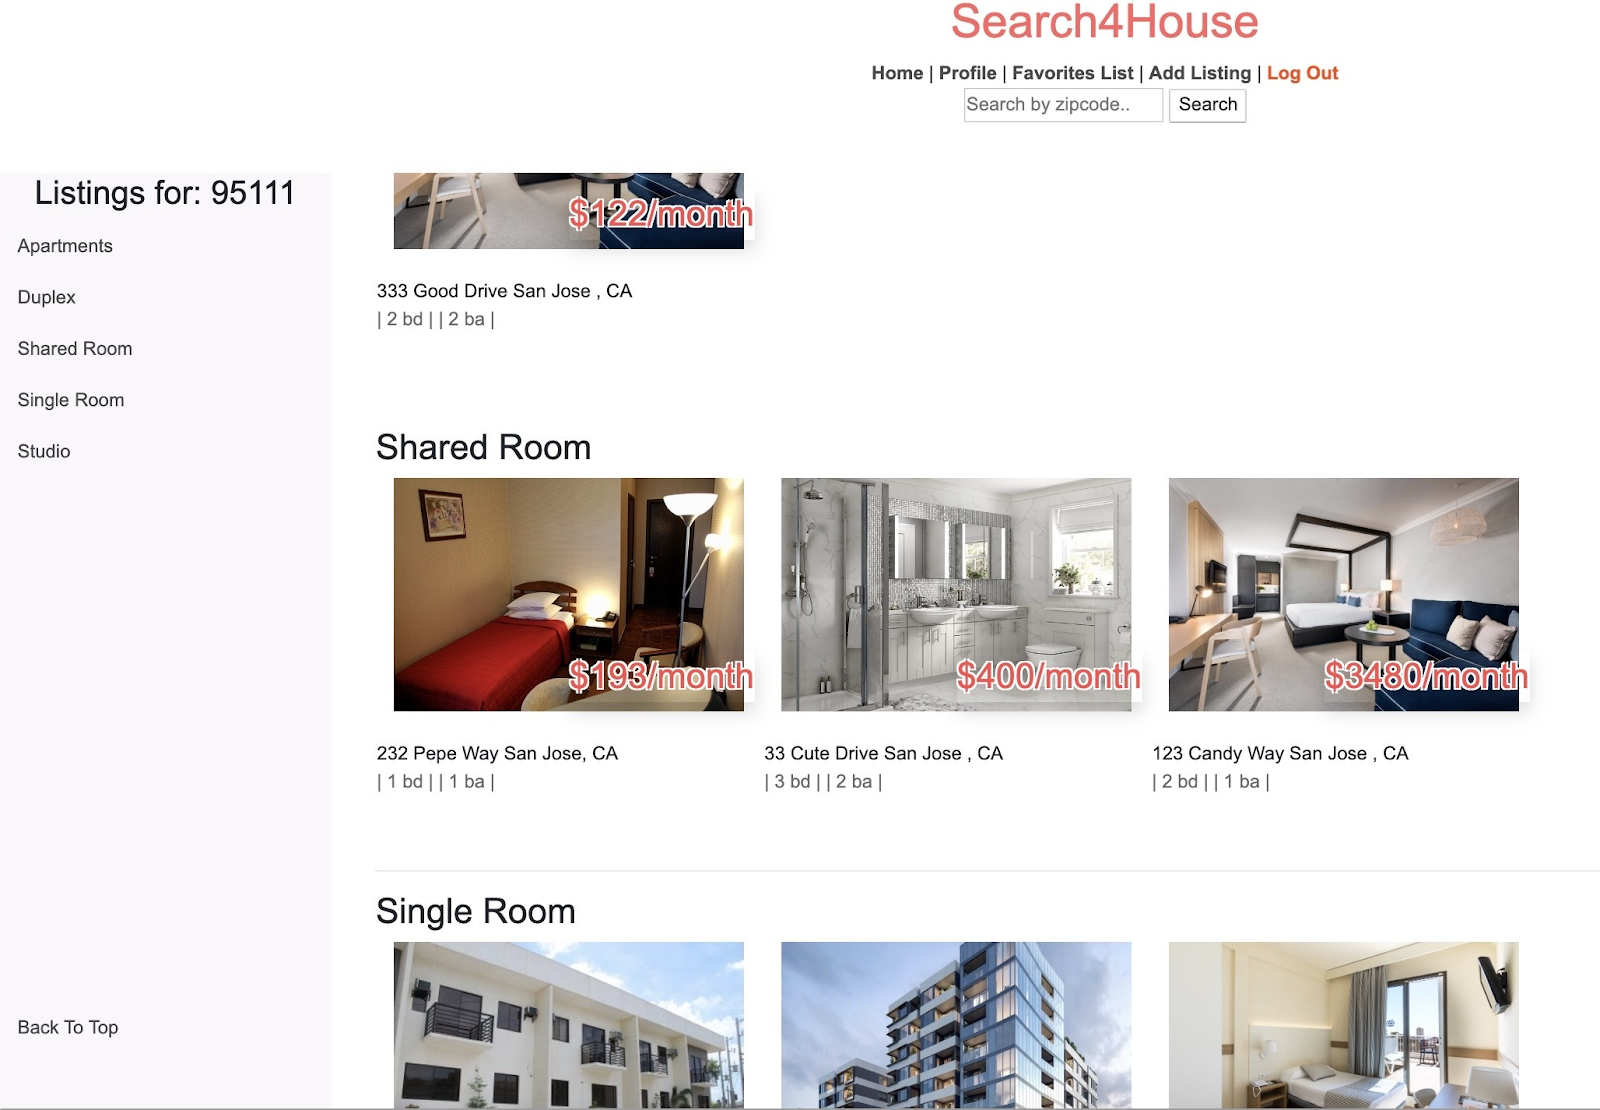 Search4House
Home | Profile | Favorites List | Add Listing | Log Out
Search by zipcode.. Search
Listings for: 95111
Apartments
Duplex
Shared Room
Single Room
Studio
Back To Top
$122/month
333 Good Drive San Jose , CA
| 2 bd | | 2 ba |
Shared Room
$193/month
232 Pepe Way San Jose, CA
| 1 bd | | 1 ba |
$400/month
33 Cute Drive San Jose , CA
| 3 bd | | 2 ba |
$3480/month
123 Candy Way San Jose , CA
| 2 bd | | 1 ba |
Single Room